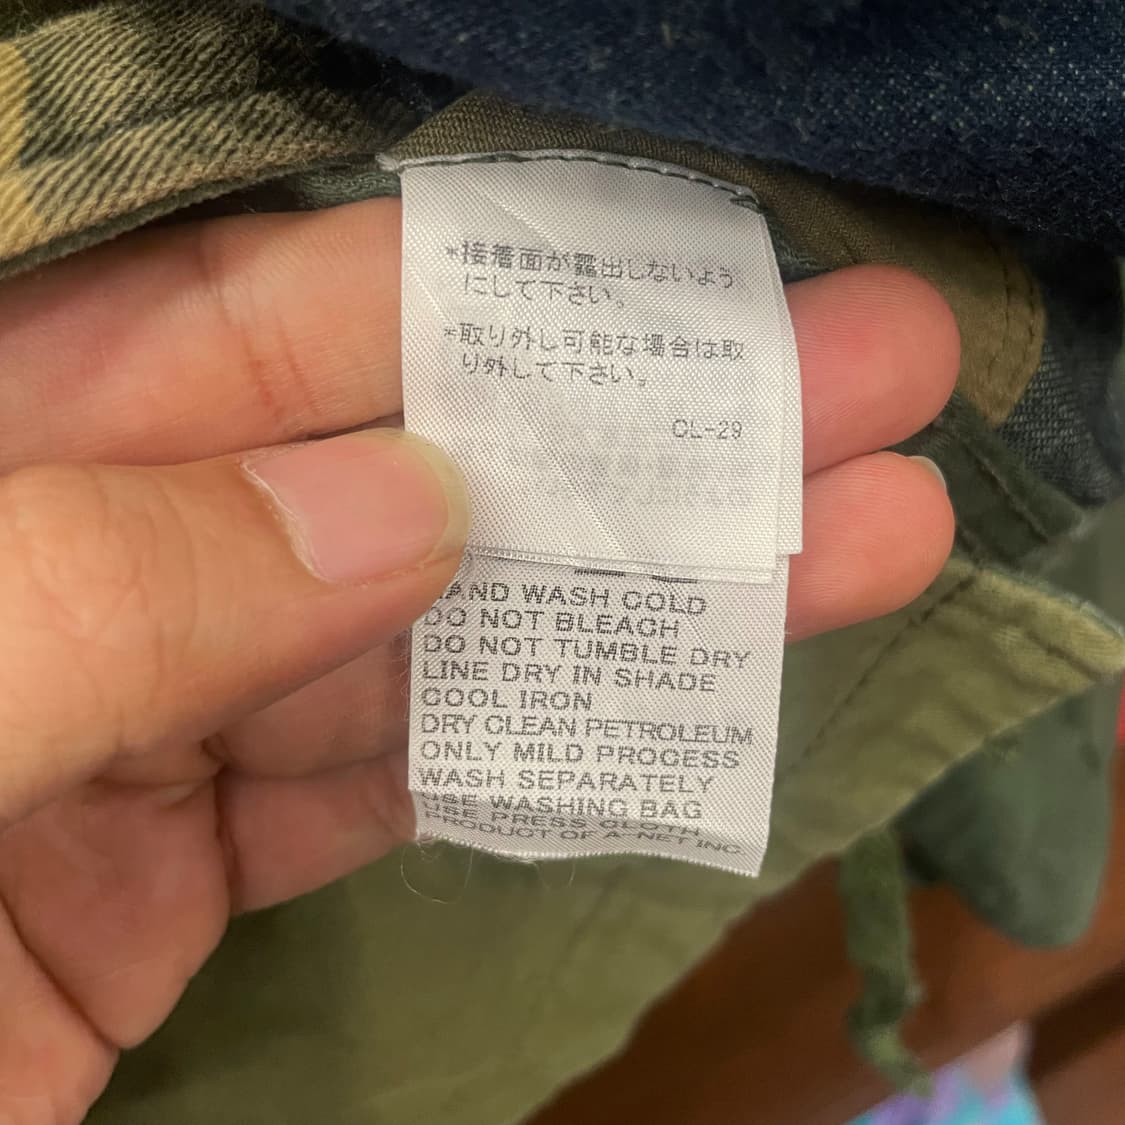 *接着面が露出しないよう
にして下さい。
*取り外し可能な場合は取
り外して下さい。
CL-29
HAND WASH COLD
DO NOT BLEACH
DO NOT TUMBLE DRY
LINE DRY IN SHADE
COOL IRON
DRY CLEAN PETROLEUM
ONLY MILD PROCESS
WASH SEPARATELY
USE WASHING BAG
USE PRESS CLOTH
PRODUCT OF A-NET INC.